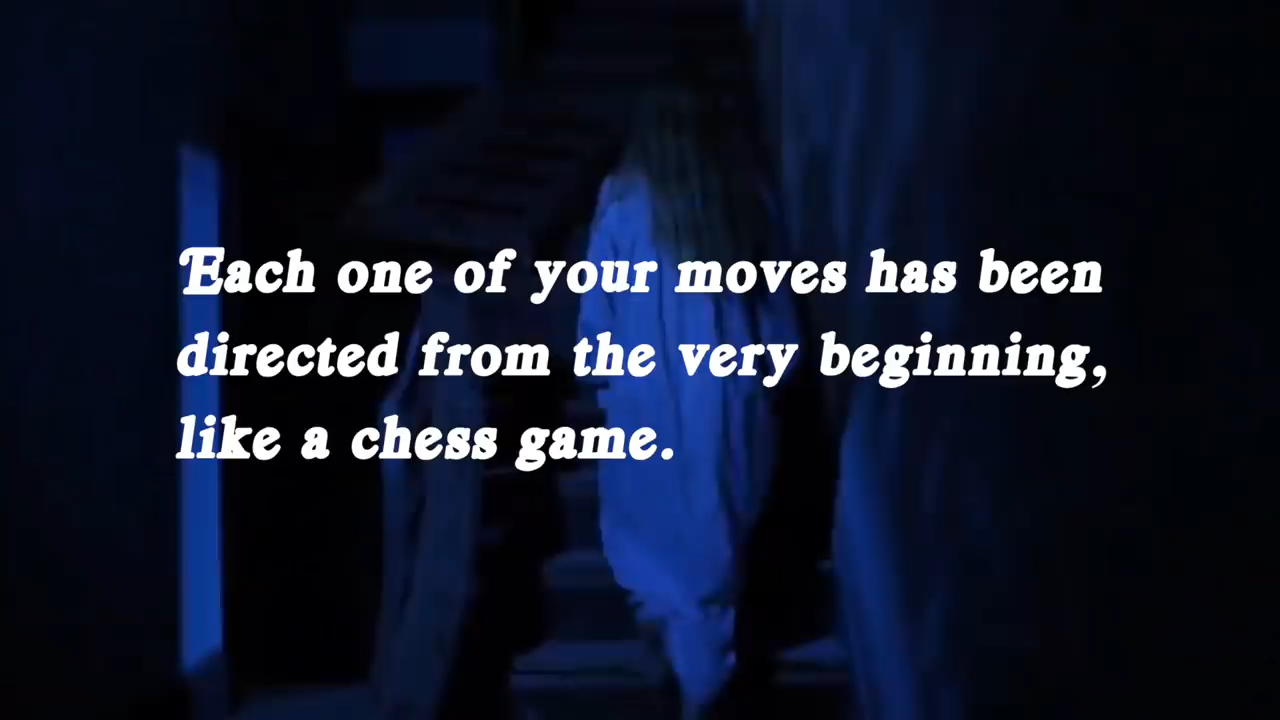 Each one of your moves has been
directed from the very beginning,
like a chess game.